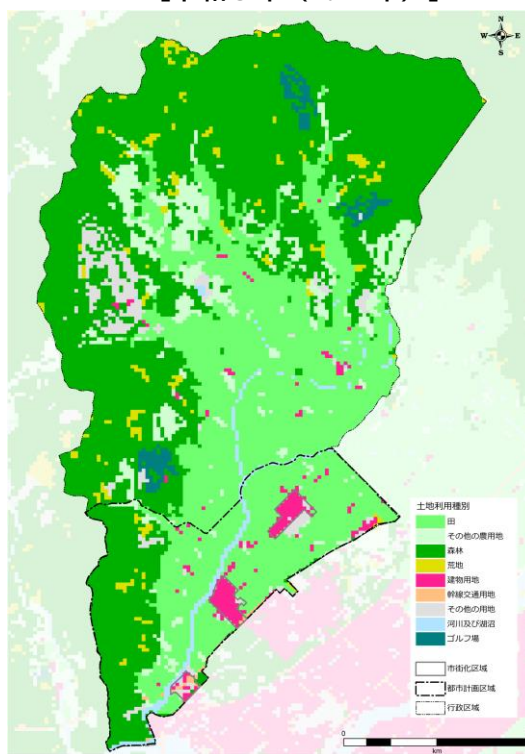 N
W E
S
土地利用種別
田
その他の農用地
森林
荒地
建物用地
幹線交通用地
その他の用地
河川及び湖沼
ゴルフ場
市街化区域
都市計画区域
行政区域
0
km